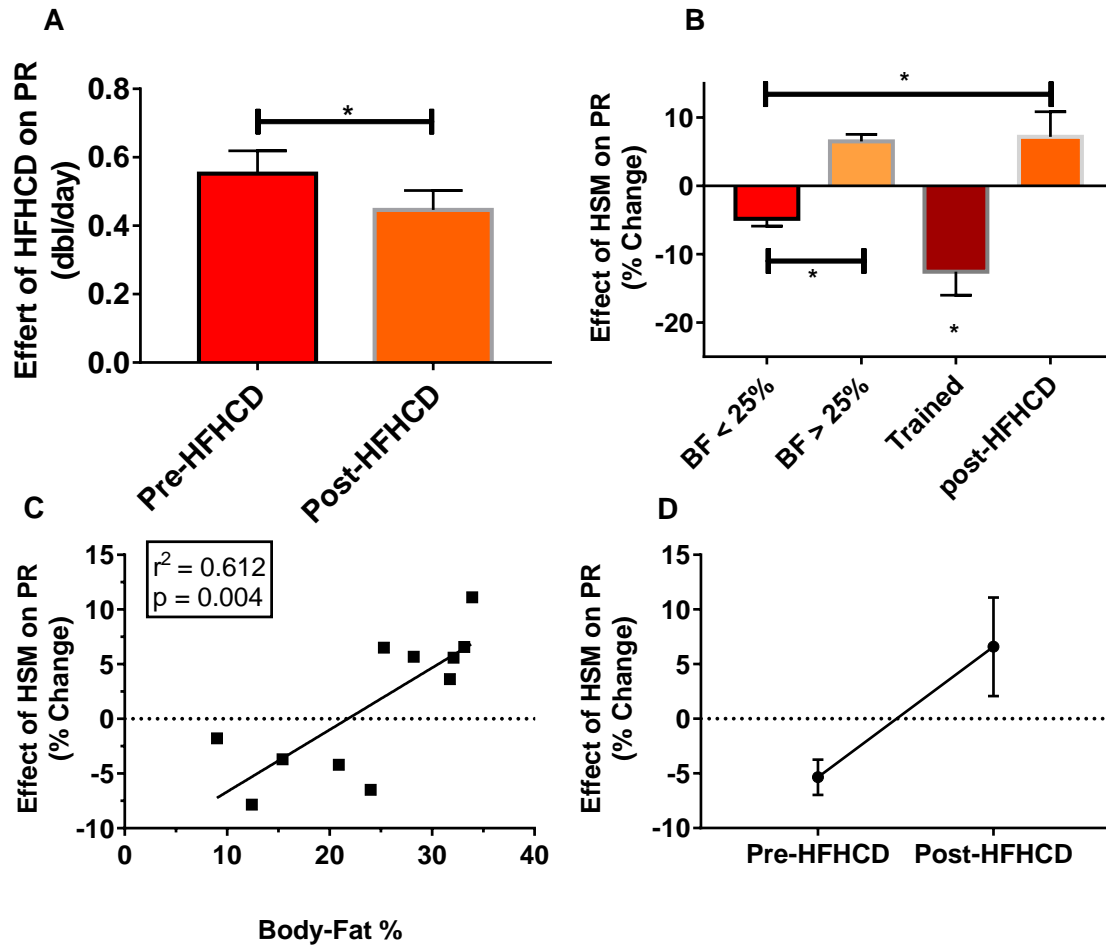 A
Effert of HFHCD on PR
(dbl/day)
0.8
0.6
0.4
0.2
0.0
*
Pre-HFHCD
Post-HFHCD
B
Effect of HSM on PR
(% Change)
10
0
-10
-20
*
*
*
BF < 25%
BF > 25%
Trained
post-HFHCD
C
Effect of HSM on PR
(% Change)
15
10
5
0
-5
-10
r² = 0.612
p = 0.004
0 10 20 30 40
Body-Fat %
D
Effect of HSM on PR
(% Change)
15
10
5
0
-5
-10
Pre-HFHCD Post-HFHCD